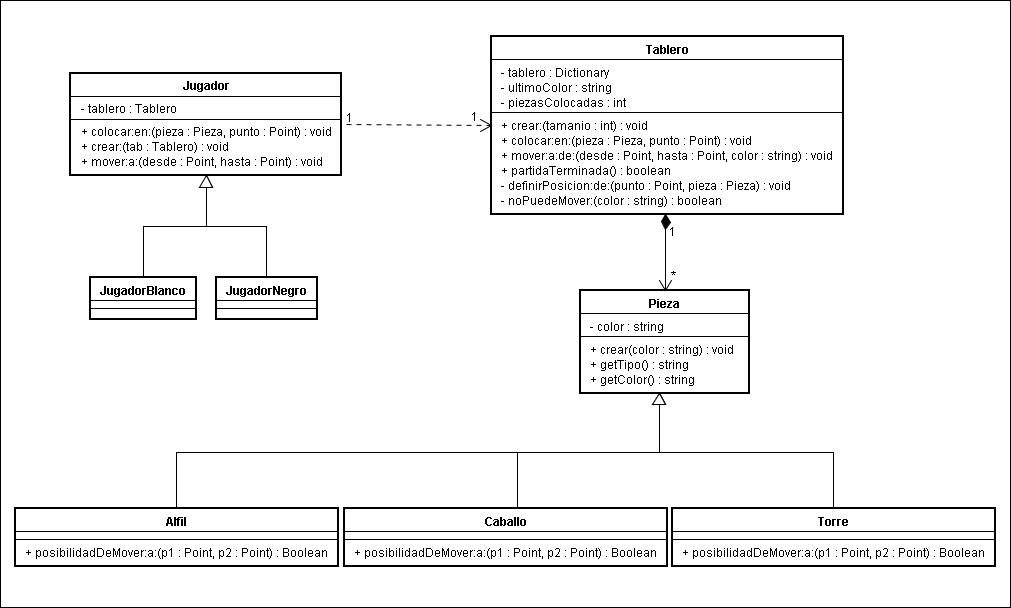 Jugador
- tablero : Tablero
+ colocar:en:(pieza : Pieza, punto : Point) : void
+ crear:(tab : Tablero) : void
+ mover:a:(desde : Point, hasta : Point) : void
1
1
Tablero
- tablero : Dictionary
- ultimoColor : string
- piezasColocadas : int
+ crear:(tamanio : int) : void
+ colocar:en:(pieza : Pieza, punto : Point) : void
+ mover:a:de:(desde : Point, hasta : Point, color : string) : void
+ partidaTerminada() : boolean
- definirPosicion:de:(punto : Point, pieza : Pieza) : void
- noPuedeMover:(color : string) : boolean
1
*
JugadorBlanco
JugadorNegro
Pieza
- color : string
+ crear(color : string) : void
+ getTipo() : string
+ getColor() : string
Alfil
+ posibilidadDeMover:a:(p1 : Point, p2 : Point) : Boolean
Caballo
+ posibilidadDeMover:a:(p1 : Point, p2 : Point) : Boolean
Torre
+ posibilidadDeMover:a:(p1 : Point, p2 : Point) : Boolean